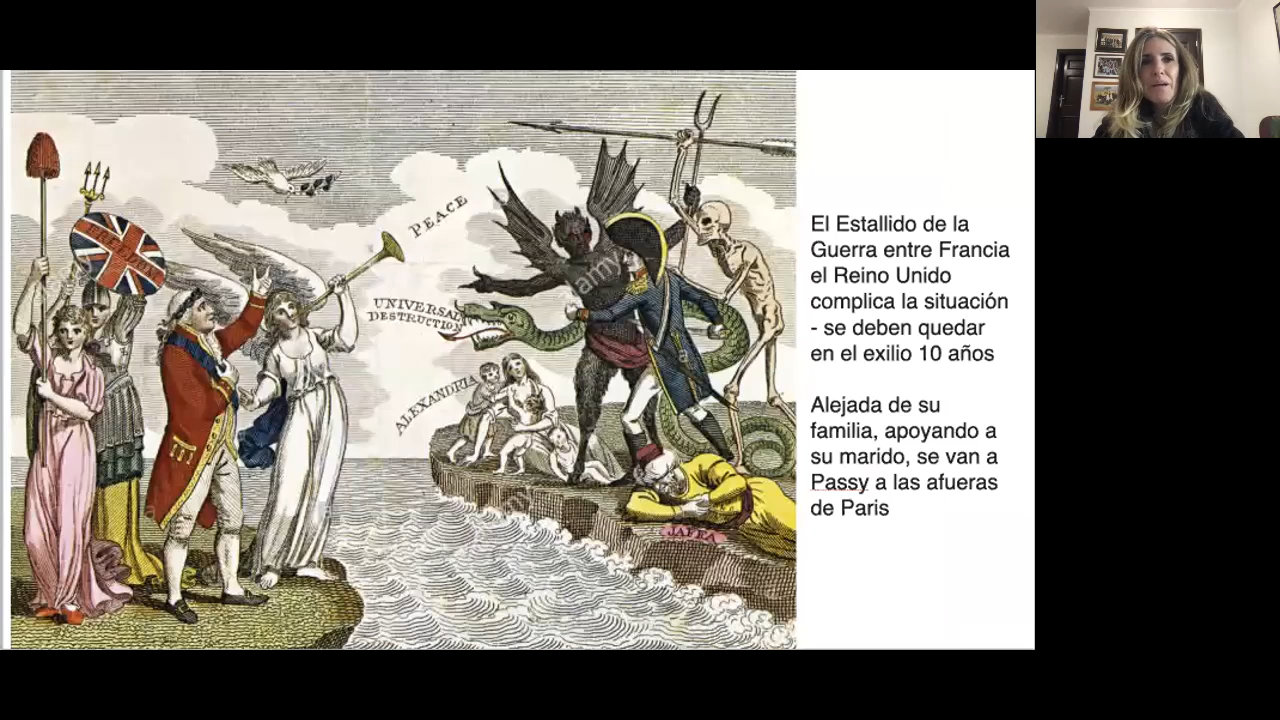 BRITANNIA
PEACE
UNIVERSAL
DESTRUCTION
ALEXANDRIA
JAFFA
alamy
El Estallido de la
Guerra entre Francia
el Reino Unido
complica la situación
- se deben quedar
en el exilio 10 años
Alejada de su
familia, apoyando a
su marido, se van a
Passy a las afueras
de Paris